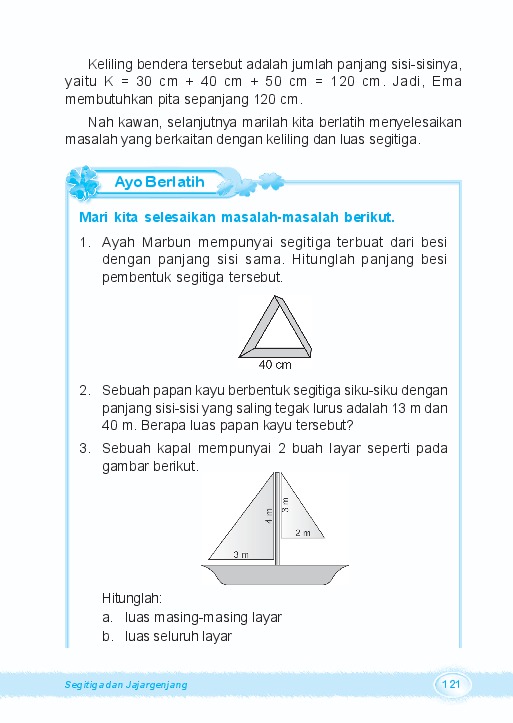 Keliling bendera tersebut adalah jumlah panjang sisi-sisinya,
yaitu K = 30 cm + 40 cm + 50 cm = 120 cm. Jadi, Ema
membutuhkan pita sepanjang 120 cm.
Nah kawan, selanjutnya marilah kita berlatih menyelesaikan
masalah yang berkaitan dengan keliling dan luas segitiga.
Ayo Berlatih
Mari kita selesaikan masalah-masalah berikut.
1. Ayah Marbun mempunyai segitiga terbuat dari besi
dengan panjang sisi sama. Hitunglah panjang besi
pembentuk segitiga tersebut.
40 cm
2. Sebuah papan kayu berbentuk segitiga siku-siku dengan
panjang sisi-sisi yang saling tegak lurus adalah 13 m dan
40 m. Berapa luas papan kayu tersebut?
3. Sebuah kapal mempunyai 2 buah layar seperti pada
gambar berikut.
4 m
3 m
2 m
3 m
Hitunglah:
a. luas masing-masing layar
b. luas seluruh layar
Segitiga dan Jajargenjang
121